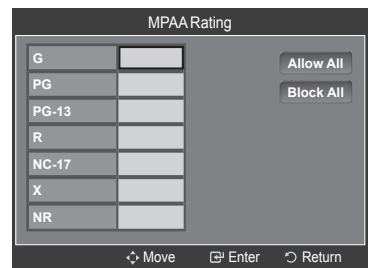 MPAA Rating
G
Allow All
PG
Block All
PG-13
R
NC-17
X
NR
Move Enter Return